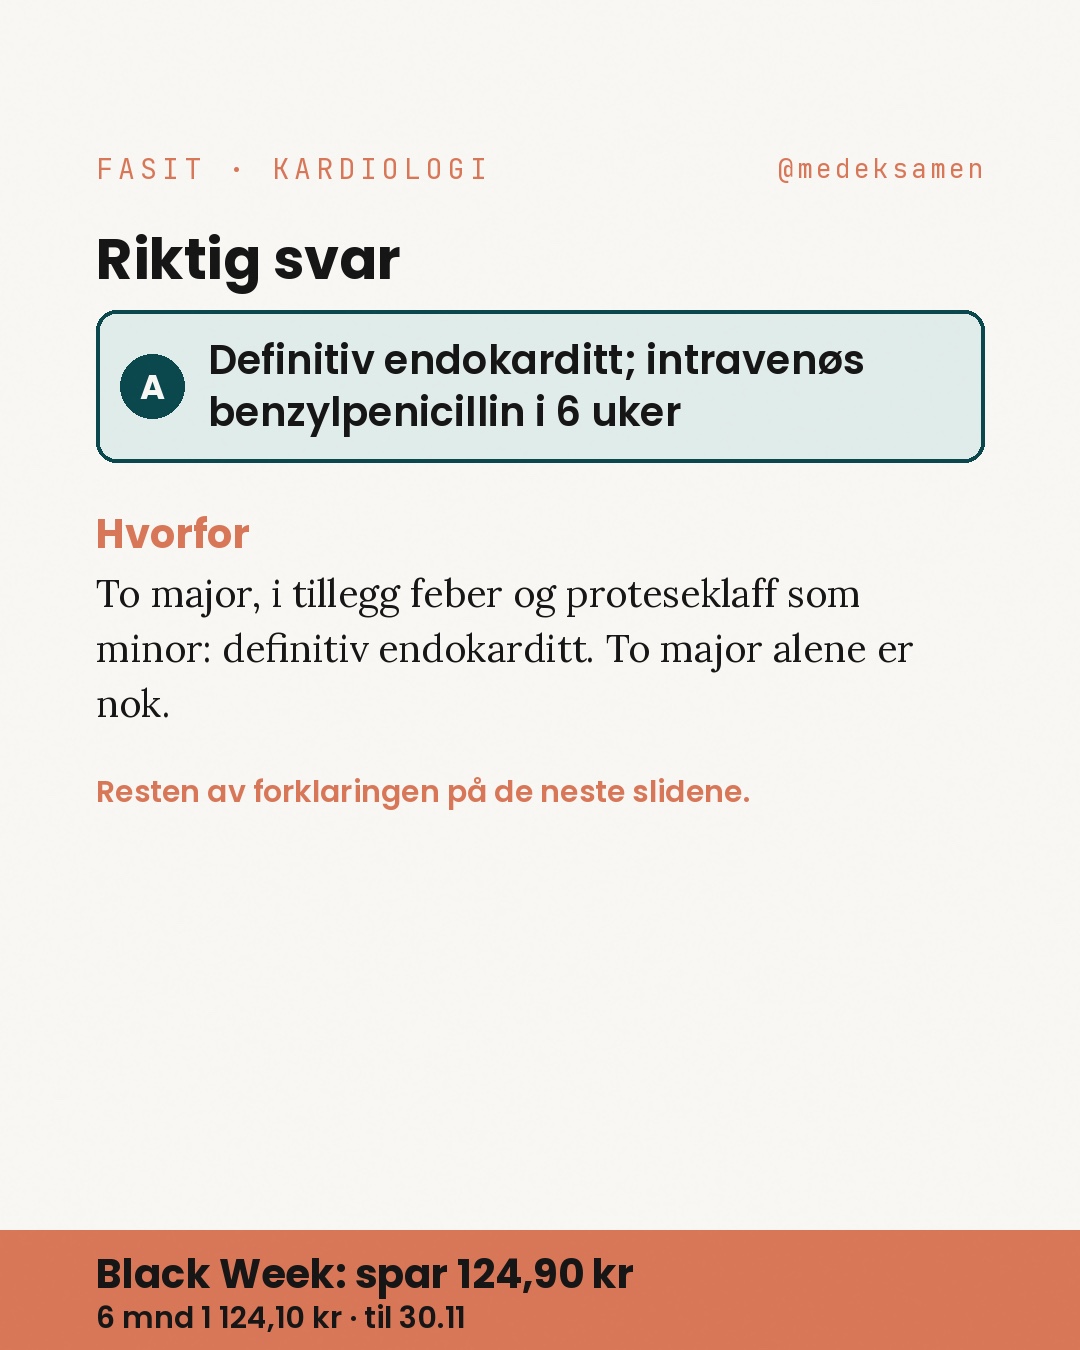 FASIT · KARDIOLOGI
@medeksamen
Riktig svar
A
Definitiv endokarditt; intravenøs
benzylpenicillin i 6 uker
Hvorfor
To major, i tillegg feber og proteseklaff som
minor: definitiv endokarditt. To major alene er
nok.
Resten av forklaringen på de neste slidene.
Black Week: spar 124,90 kr
6 mnd 1 124,10 kr · til 30.11